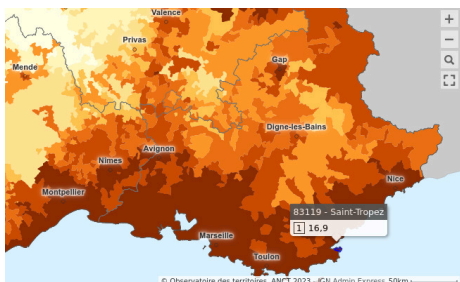 Valence
+
Privas
−
Gap
Mende
Digne-les-Bains
Avignon
Nîmes
Nice
Montpellier
83119 - Saint-Tropez
1 16,9
Marseille
Toulon
© Observatoire des territoires, ANCT 2023 - IGN Admin Express 50km